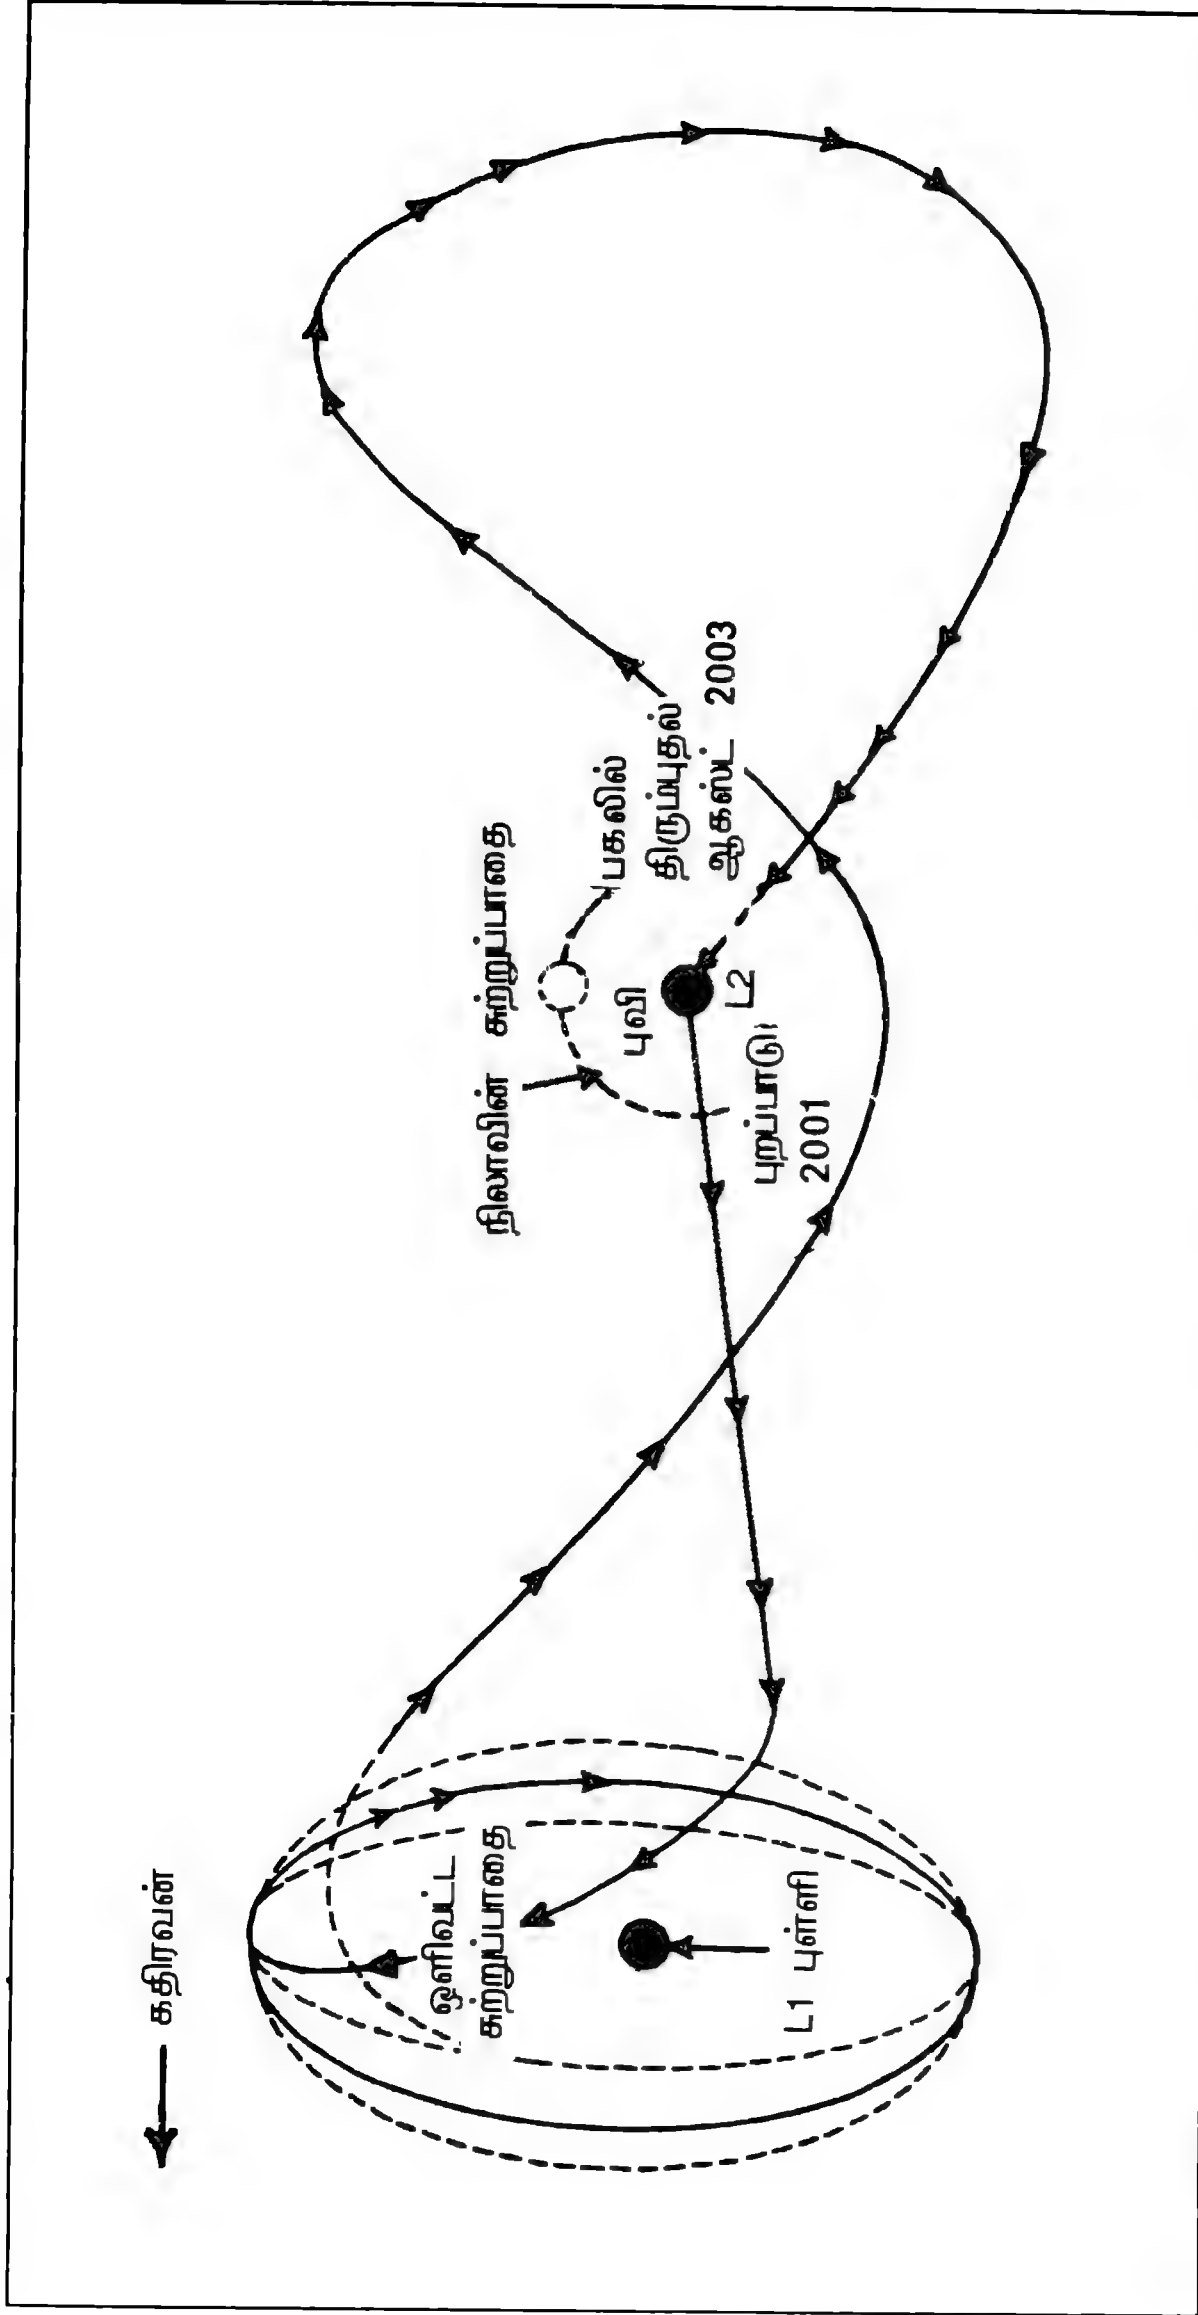 கதிரவன்
ஒளிவட்ட
சுற்றுப்பாதை
L1 புள்ளி
நிலாவின் சுற்றுப்பாதை
புவி
L2
புறப்பாடு
2001
பகலில்
திரும்புதல்
ஆகஸ்ட் 2003